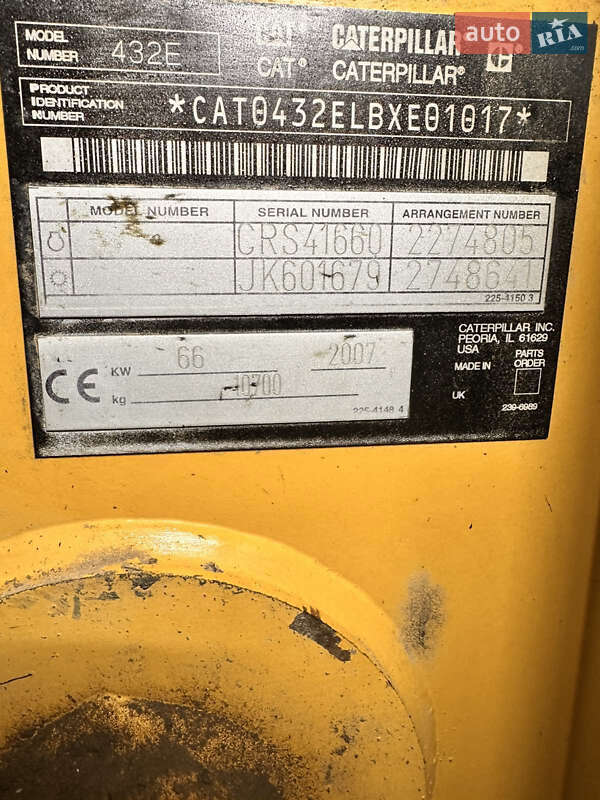 MODEL
NUMBER 432E
CAT CATERPILLAR
CAT® CATERPILLAR®
PRODUCT
IDENTIFICATION
NUMBER
*CAT0432ELBXE01017*
MODEL NUMBER SERIAL NUMBER ARRANGEMENT NUMBER
CRS41660 2274805
JK601679 2748641
225-4150 3
CE KW 66 2007
kg 10700
225-4148 4
CATERPILLAR INC.
PEORIA, IL 61629
USA
MADE IN
UK
PARTS
ORDER
239-6989
auto RIA.com